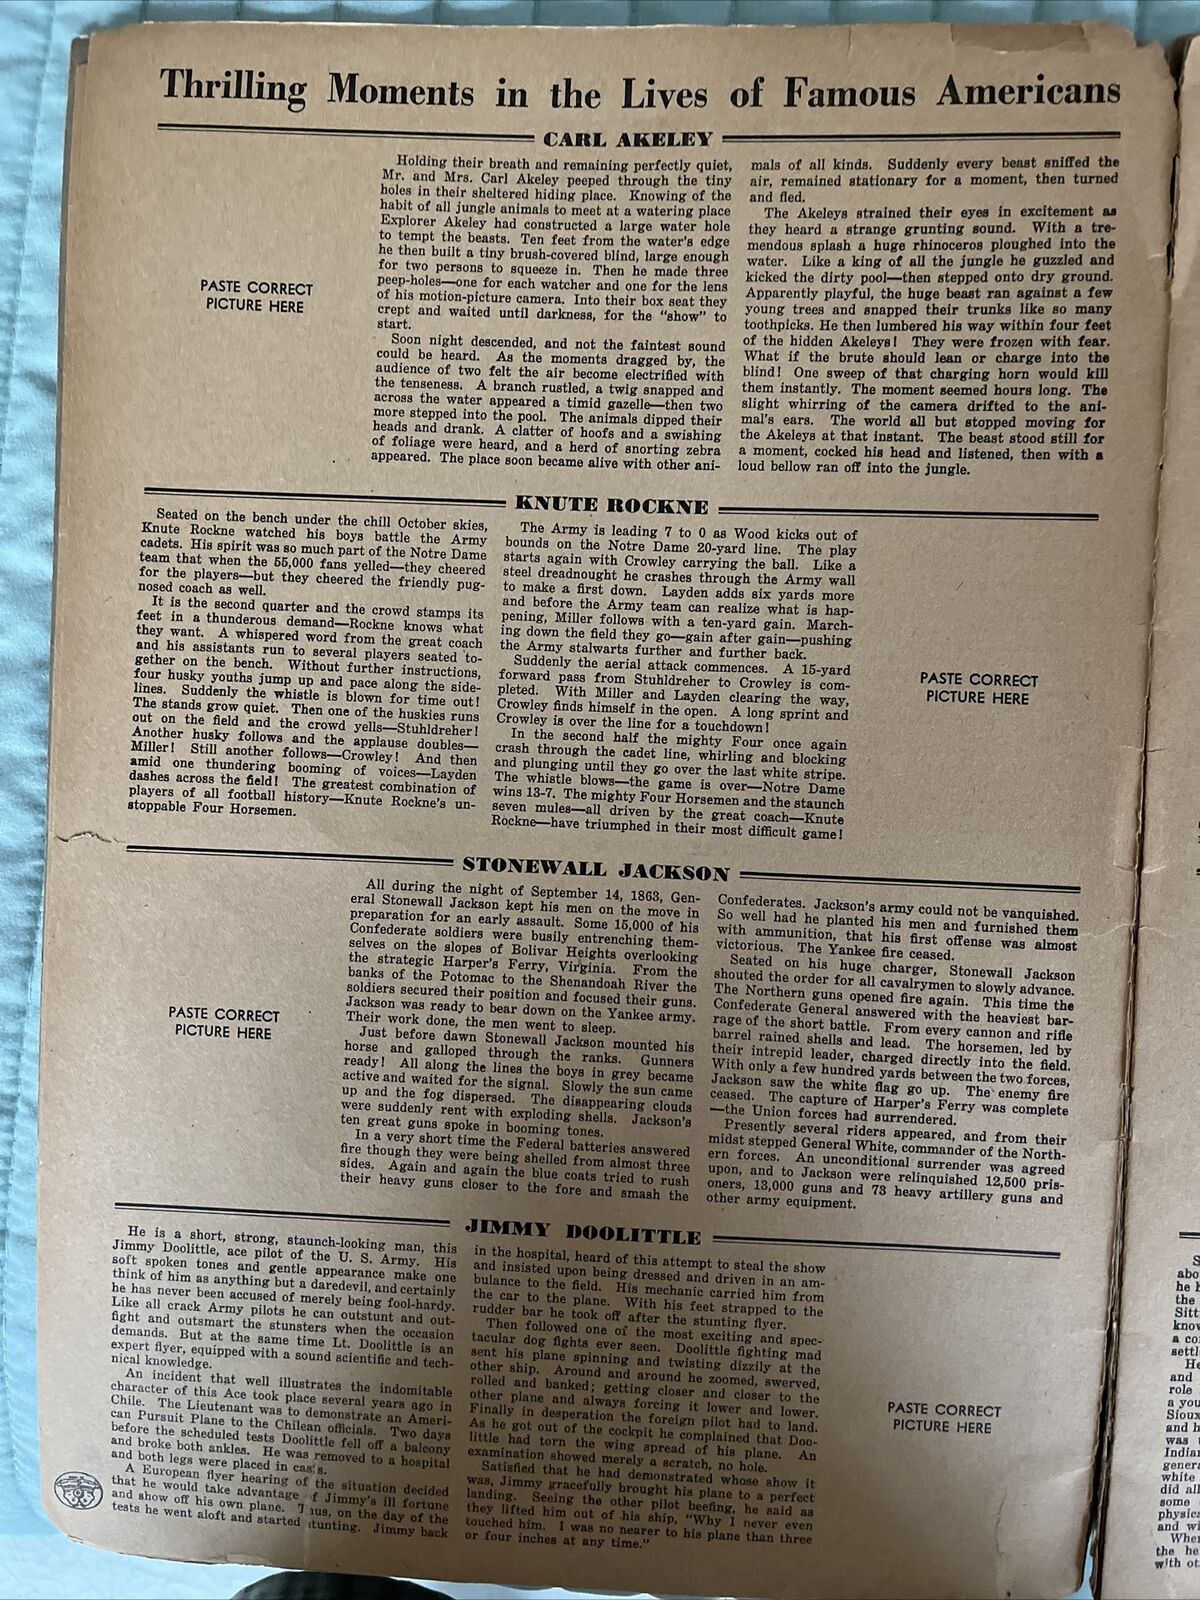 Thrilling Moments in the Lives of Famous Americans
CARL AKELEY
Holding their breath and remaining perfectly quiet,
Mr. and Mrs. Carl Akeley peeped through the tiny
holes in their sheltered hiding place. Knowing of the
habit of all jungle animals to meet at a watering place
Explorer Akeley had constructed a large water hole
to tempt the beasts. Ten feet from the water's edge
he then built a tiny brush-covered blind, large enough
for two persons to squeeze in. Then he made three
peep-holes—one for each watcher and one for the lens
of his motion-picture camera. Into their box seat they
crept and waited until darkness, for the "show" to
start.
Soon night descended, and not the faintest sound
could be heard. As the moments dragged by, the
audience of two felt the air become electrified with
the tenseness. A branch rustled, a twig snapped and
across the water appeared a timid gazelle—then two
more stepped into the pool. The animals dipped their
heads and drank. A clatter of hoofs and a swishing
of foliage were heard, and a herd of snorting zebra
appeared. The place soon became alive with other ani-
mals of all kinds. Suddenly every beast sniffed the
air, remained stationary for a moment, then turned
and fled.
The Akeleys strained their eyes in excitement as
they heard a strange grunting sound. With a tre-
mendous splash a huge rhinoceros ploughed into the
water. Like a king of all the jungle he guzzled and
kicked the dirty pool—then stepped onto dry ground.
Apparently playful, the huge beast ran against a few
young trees and snapped their trunks like so many
toothpicks. He then lumbered his way within four feet
of the hidden Akeleys! They were frozen with fear.
What if the brute should lean or charge into the
blind! One sweep of that charging horn would kill
them instantly. The moment seemed hours long. The
slight whirring of the camera drifted to the ani-
mal's ears. The world all but stopped moving for
the Akeleys at that instant. The beast stood still for
a moment, cocked his head and listened, then with a
loud bellow ran off into the jungle.
PASTE CORRECT
PICTURE HERE
KNUTE ROCKNE
Seated on the bench under the chill October skies,
Knute Rockne watched his boys battle the Army
cadets. His spirit was so much part of the Notre Dame
team that when the 55,000 fans yelled—they cheered
for the players—but they cheered the friendly pug-
nosed coach as well.
It is the second quarter and the crowd stamps its
feet in a thunderous demand—Rockne knows what
they want. A whispered word from the great coach
and his assistants run to several players seated to-
gether on the bench. Without further instructions,
four husky youths jump up and pace along the side-
lines. Suddenly the whistle is blown for time out!
The stands grow quiet. Then one of the huskies runs
out on the field and the crowd yells—Stuhldreher!
Another husky follows and the applause doubles—
Miller! Still another follows—Crowley! And then
amid one thundering booming of voices—Layden
dashes across the field! The greatest combination of
players of all football history—Knute Rockne's un-
stoppable Four Horsemen.
The Army is leading 7 to 0 as Wood kicks out of
bounds on the Notre Dame 20-yard line. The play
starts again with Crowley carrying the ball. Like a
steel dreadnought he crashes through the Army wall
to make a first down. Layden adds six yards more
and before the Army team can realize what is hap-
pening, Miller follows with a ten-yard gain. March-
ing down the field they go—gain after gain—pushing
the Army stalwarts further and further back.
Suddenly the aerial attack commences. A 15-yard
forward pass from Stuhldreher to Crowley is com-
pleted. With Miller and Layden clearing the way,
Crowley finds himself in the open. A long sprint and
Crowley is over the line for a touchdown!
In the second half the mighty Four once again
crash through the cadet line, whirling and blocking
and plunging until they go over the last white stripe.
The whistle blows—the game is over—Notre Dame
wins 13-7. The mighty Four Horsemen and the staunch
seven mules—all driven by the great coach—Knute
Rockne—have triumphed in their most difficult game!
PASTE CORRECT
PICTURE HERE
STONEWALL JACKSON
All during the night of September 14, 1863, Gen-
eral Stonewall Jackson kept his men on the move in
preparation for an early assault. Some 15,000 of his
Confederate soldiers were busily entrenching them-
selves on the slopes of Bolivar Heights overlooking
the strategic Harper's Ferry, Virginia. From the
banks of the Potomac to the Shenandoah River the
soldiers secured their position and focused their guns.
Jackson was ready to bear down on the Yankee army.
Their work done, the men went to sleep.
Just before dawn Stonewall Jackson mounted his
horse and galloped through the ranks. Gunners
ready! All along the lines the boys in grey became
active and waited for the signal. Slowly the sun came
up and the fog dispersed. The disappearing clouds
were suddenly rent with exploding shells. Jackson's
ten great guns spoke in booming tones.
In a very short time the Federal batteries answered
fire though they were being shelled from almost three
sides. Again and again the blue coats tried to rush
their heavy guns closer to the fore and smash the
Confederates. Jackson's army could not be vanquished.
So well had he planted his men and furnished them
with ammunition, that his first offense was almost
victorious. The Yankee fire ceased.
Seated on his huge charger, Stonewall Jackson
shouted the order for all cavalrymen to slowly advance.
The Northern guns opened fire again. This time the
Confederate General answered with the heaviest bar-
rage of the short battle. From every cannon and rifle
barrel rained shells and lead. The horsemen, led by
their intrepid leader, charged directly into the field.
With only a few hundred yards between the two forces,
Jackson saw the white flag go up. The enemy fire
ceased. The capture of Harper's Ferry was complete
—the Union forces had surrendered.
Presently several riders appeared, and from their
midst stepped General White, commander of the North-
ern forces. An unconditional surrender was agreed
upon, and to Jackson were relinquished 12,500 pris-
oners, 13,000 guns and 73 heavy artillery guns and
other army equipment.
PASTE CORRECT
PICTURE HERE
JIMMY DOOLITTLE
He is a short, strong, staunch-looking man, this
Jimmy Doolittle, ace pilot of the U. S. Army. His
soft spoken tones and gentle appearance make one
think of him as anything but a daredevil, and certainly
he has never been accused of merely being fool-hardy.
Like all crack Army pilots he can outstunt and out-
fight and outsmart the stunsters when the occasion
demands. But at the same time Lt. Doolittle is an
expert flyer, equipped with a sound scientific and tech-
nical knowledge.
An incident that well illustrates the indomitable
character of this Ace took place several years ago in
Chile. The Lieutenant was to demonstrate an Ameri-
can Pursuit Plane to the Chilean officials. Two days
before the scheduled tests Doolittle fell off a balcony
and broke both ankles. He was removed to a hospital
and both legs were placed in casts.
A European flyer hearing of the situation decided
that he would take advantage of Jimmy's ill fortune
and show off his own plane. Thus, on the day of the
tests he went aloft and started stunting. Jimmy back
in the hospital, heard of this attempt to steal the show
and insisted upon being dressed and driven in an am-
bulance to the field. His mechanic carried him from
the car to the plane. With his feet strapped to the
rudder bar he took off after the stunting flyer.
Then followed one of the most exciting and spec-
tacular dog fights ever seen. Doolittle fighting mad
sent his plane spinning and twisting dizzily at the
other ship. Around and around he zoomed, swerved,
rolled and banked; getting closer and closer to the
other plane and always forcing it lower and lower.
Finally in desperation the foreign pilot had to land.
As he got out of the cockpit he complained that Doo-
little had torn the wing spread of his plane. An
examination showed merely a scratch, no hole.
Satisfied that he had demonstrated whose show it
was, Jimmy gracefully brought his plane to a perfect
landing. Seeing the other pilot beefing, he said as
they lifted him out of his ship, "Why I never even
touched him. I was no nearer to his plane than three
or four inches at any time."
PASTE CORRECT
PICTURE HERE
S
abo
he h
the
Sitt
know
a co
settl
He
and
role
a you
Sioux
and h
was t
Indian
genera
white
did all
some
physica
and wi
When
the he
with ot